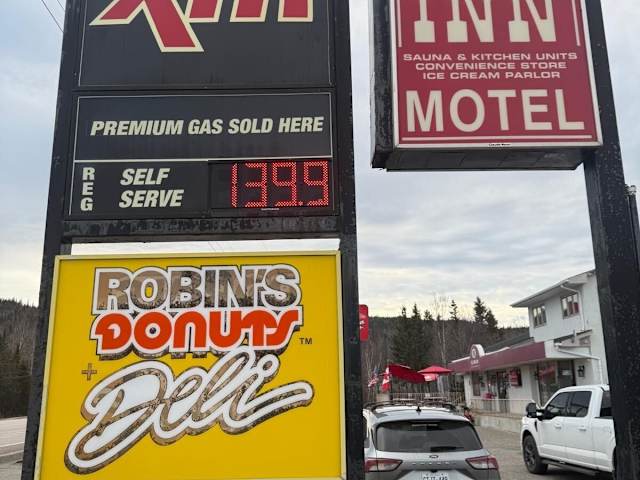 Xtr
PREMIUM GAS SOLD HERE
REG
SELF SERVE
139.9
ROBIN'S
DONUTS TM
+ Deli
INN
SAUNA & KITCHEN UNITS
CONVENIENCE STORE
ICE CREAM PARLOR
MOTEL